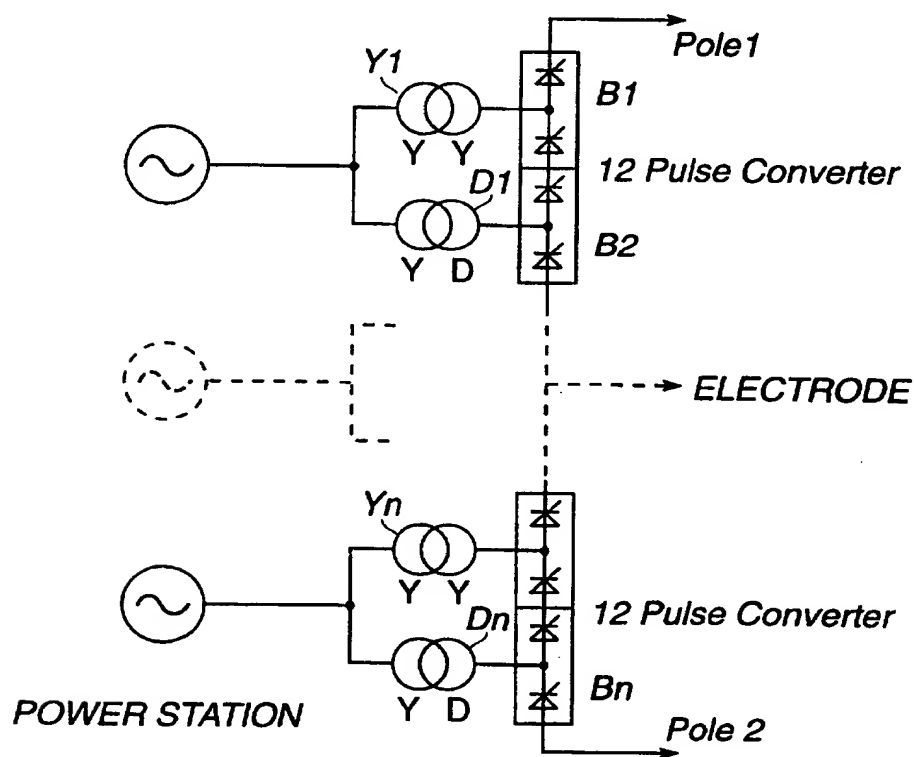 Pole1
Y1
B1
Y Y
12 Pulse Converter
D1
B2
Y D
ELECTRODE
Yn
Y Y
12 Pulse Converter
Dn
Bn
Y D
POWER STATION
Pole 2